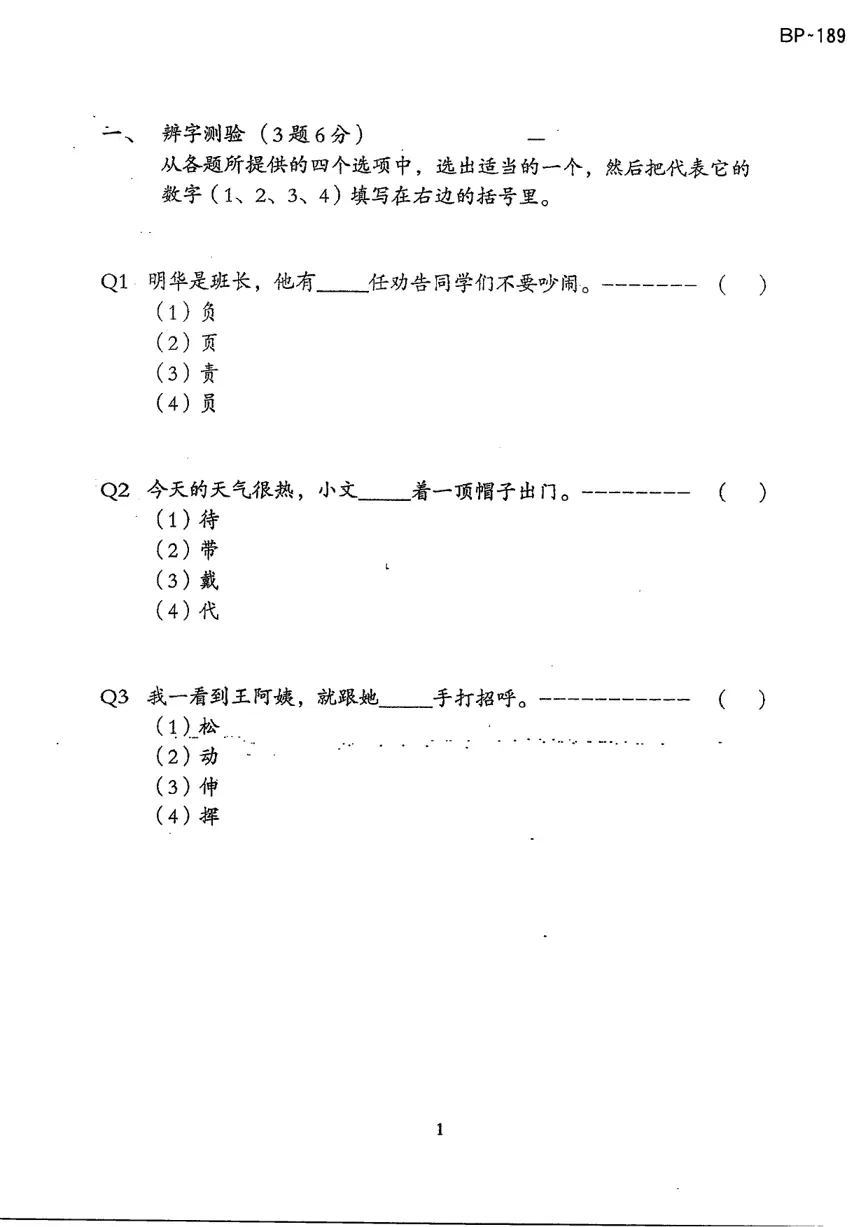 BP-189
一、 辨字测验（3题6分）
从各题所提供的四个选项中，选出适当的一个，然后把代表它的
数字（1、2、3、4）填写在右边的括号里。
Q1 明华是班长，他有____任劝告同学们不要吵闹。------- （ ）
（1）负
（2）页
（3）责
（4）员
Q2 今天的天气很热，小文____着一顶帽子出门。-------- （ ）
（1）待
（2）带
（3）戴
（4）代
Q3 我一看到王阿姨，就跟她____手打招呼。----------- （ ）
（1）松
（2）动
（3）伸
（4）挥
1